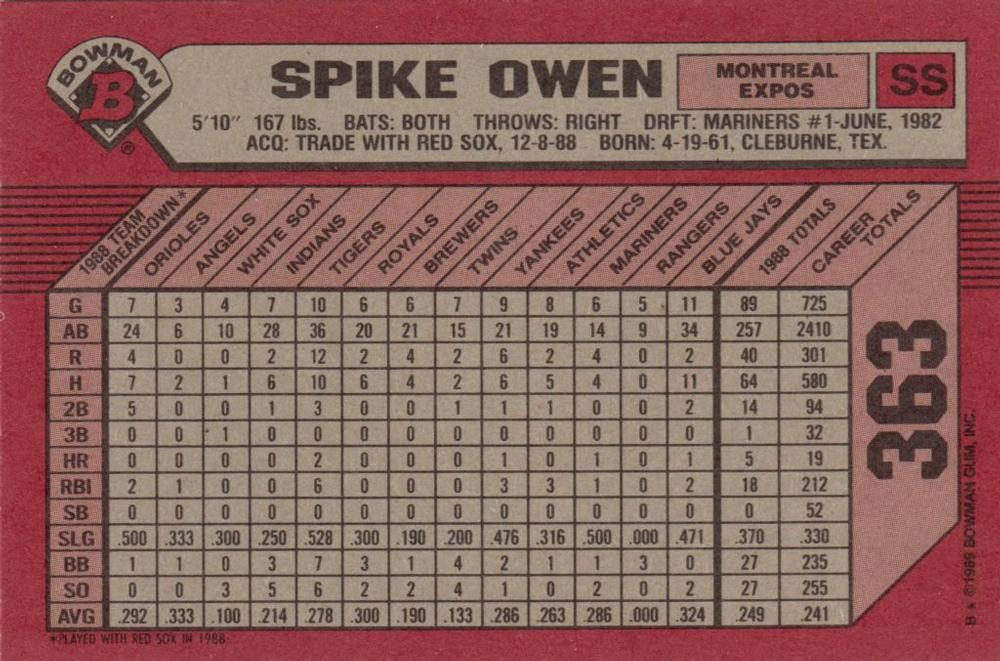 BOWMAN
B
®
SPIKE OWEN
MONTREAL
EXPOS
SS
5'10" 167 lbs. BATS: BOTH THROWS: RIGHT DRFT: MARINERS #1-JUNE, 1982
ACQ: TRADE WITH RED SOX, 12-8-88 BORN: 4-19-61, CLEBURNE, TEX.
1988 TEAM BREAKDOWN* ORIOLES ANGELS WHITE SOX INDIANS TIGERS ROYALS BREWERS TWINS YANKEES ATHLETICS MARINERS RANGERS BLUE JAYS 1988 TOTALS CAREER TOTALS
G 7 3 4 7 10 6 6 7 9 8 6 5 11 89 725
AB 24 6 10 28 36 20 21 15 21 19 14 9 34 257 2410
R 4 0 0 2 12 2 4 2 6 2 4 0 2 40 301
H 7 2 1 6 10 6 4 2 6 5 4 0 11 64 580
2B 5 0 0 1 3 0 0 1 1 1 0 0 2 14 94
3B 0 0 1 0 0 0 0 0 0 0 0 0 0 1 32
HR 0 0 0 0 2 0 0 0 1 0 1 0 1 5 19
RBI 2 1 0 0 6 0 0 0 3 3 1 0 2 18 212
SB 0 0 0 0 0 0 0 0 0 0 0 0 0 0 52
SLG .500 .333 .300 .250 .528 .300 .190 .200 .476 .316 .500 .000 .471 .370 .330
BB 1 1 0 3 7 3 1 4 2 1 1 3 0 27 235
SO 0 0 3 5 6 2 2 4 1 0 2 0 2 27 255
AVG .292 .333 .100 .214 .278 .300 .190 .133 .286 .263 .286 .000 .324 .249 .241
*PLAYED WITH RED SOX IN 1988
363
B* ©1989 BOWMAN GUM, INC.